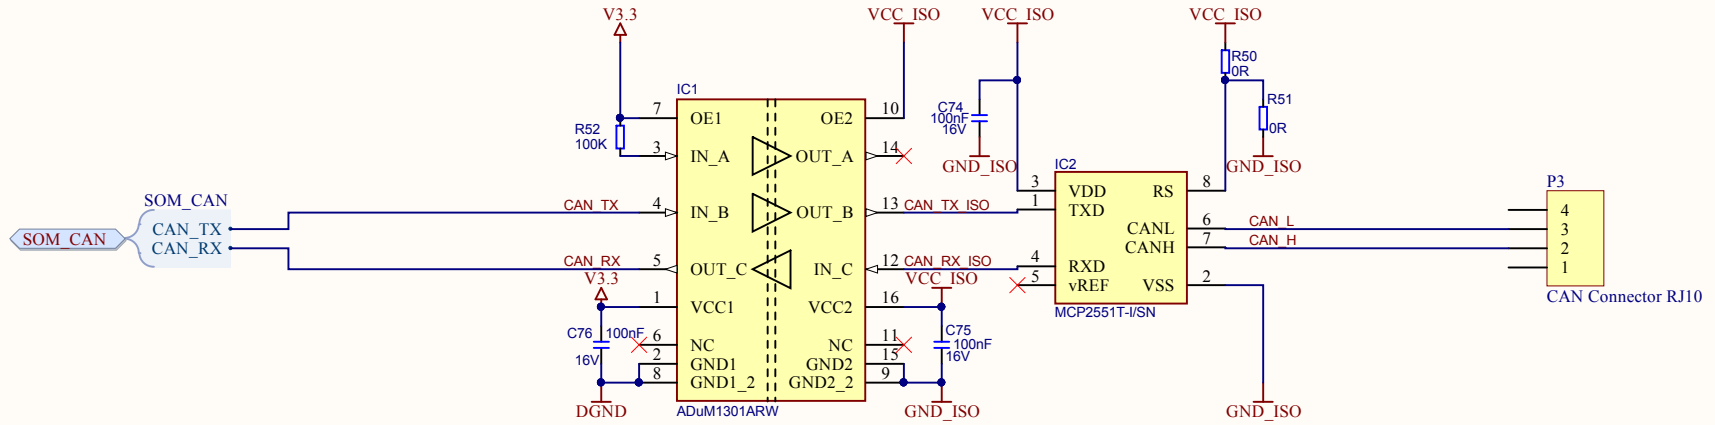 V3.3
VCC_ISO
VCC_ISO
VCC_ISO
R50
0R
R51
0R
GND_ISO
C74
100nF
16V
GND_ISO
IC1
7
OE1
OE2
10
R52
100K
3
IN_A
OUT_A
14
4
IN_B
OUT_B
13
5
OUT_C
IN_C
12
1
VCC1
VCC2
16
6
NC
NC
11
2
GND1
GND2
15
8
GND1_2
GND2_2
9
ADuM1301ARW
SOM_CAN
SOM_CAN
CAN_TX
CAN_RX
CAN_TX
CAN_RX
CAN_TX_ISO
CAN_RX_ISO
V3.3
C76
100nF
16V
DGND
VCC_ISO
C75
100nF
16V
GND_ISO
IC2
3
VDD
RS
8
1
TXD
CANL
6
CANH
7
4
RXD
5
vREF
VSS
2
MCP2551T-I/SN
CAN_L
CAN_H
GND_ISO
P3
4
3
2
1
CAN Connector RJ10